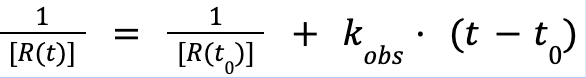 1/[R(t)] = 1/[R(t₀)] + k_obs · (t − t₀)